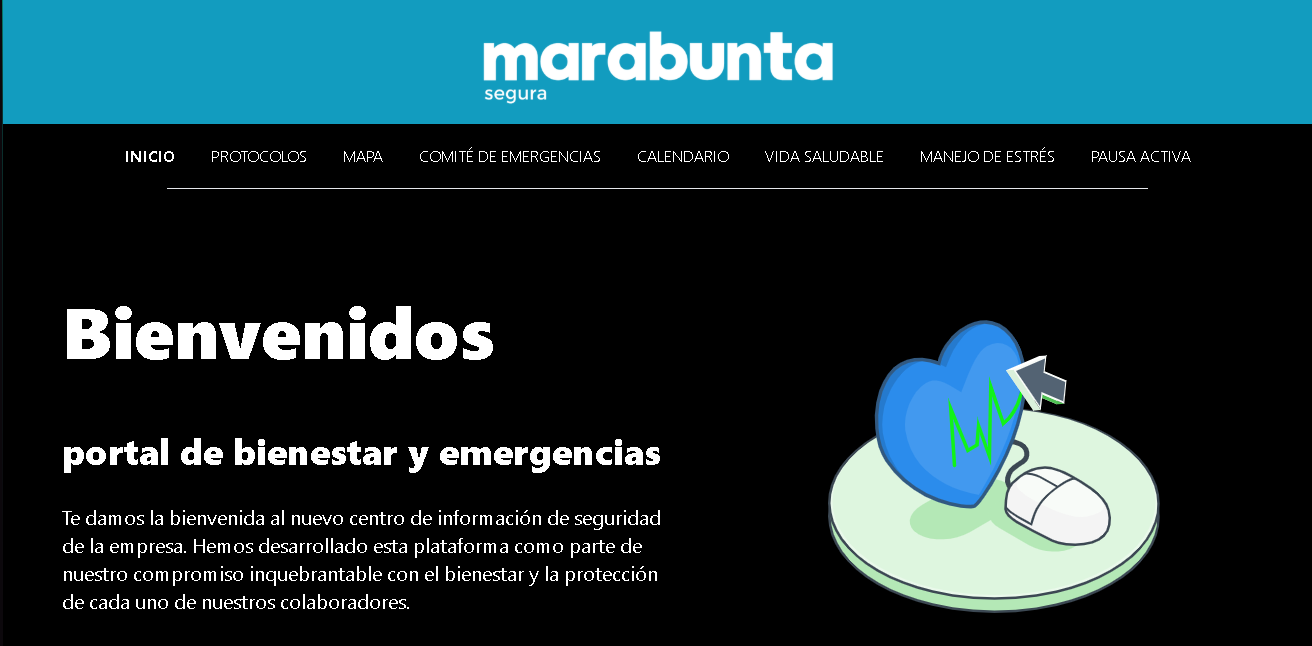 marabunta
segura
INICIO PROTOCOLOS MAPA COMITÉ DE EMERGENCIAS CALENDARIO VIDA SALUDABLE MANEJO DE ESTRÉS PAUSA ACTIVA
Bienvenidos
portal de bienestar y emergencias
Te damos la bienvenida al nuevo centro de información de seguridad
de la empresa. Hemos desarrollado esta plataforma como parte de
nuestro compromiso inquebrantable con el bienestar y la protección
de cada uno de nuestros colaboradores.